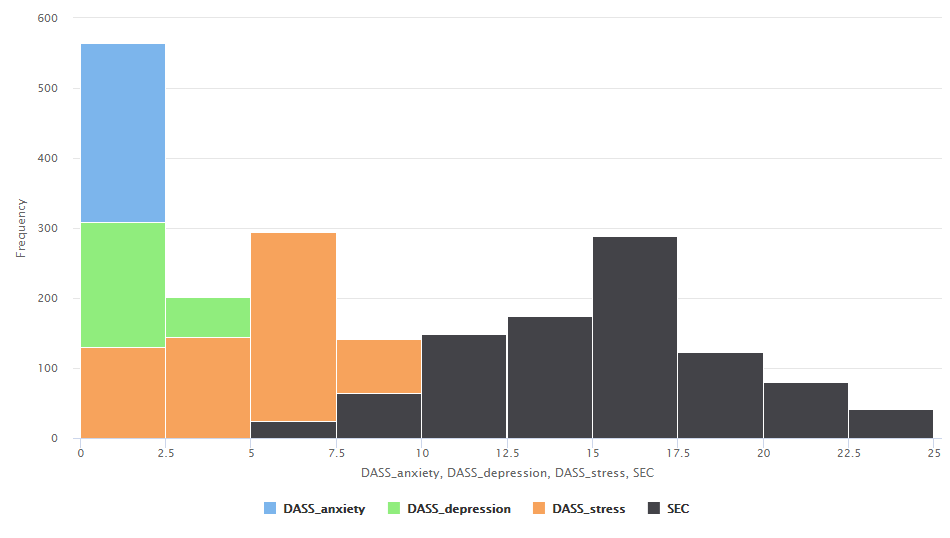 600
500
400
300
200
100
0
Frequency
0 2.5 5 7.5 10 12.5 15 17.5 20 22.5 25
DASS_anxiety, DASS_depression, DASS_stress, SEC
DASS_anxiety DASS_depression DASS_stress SEC